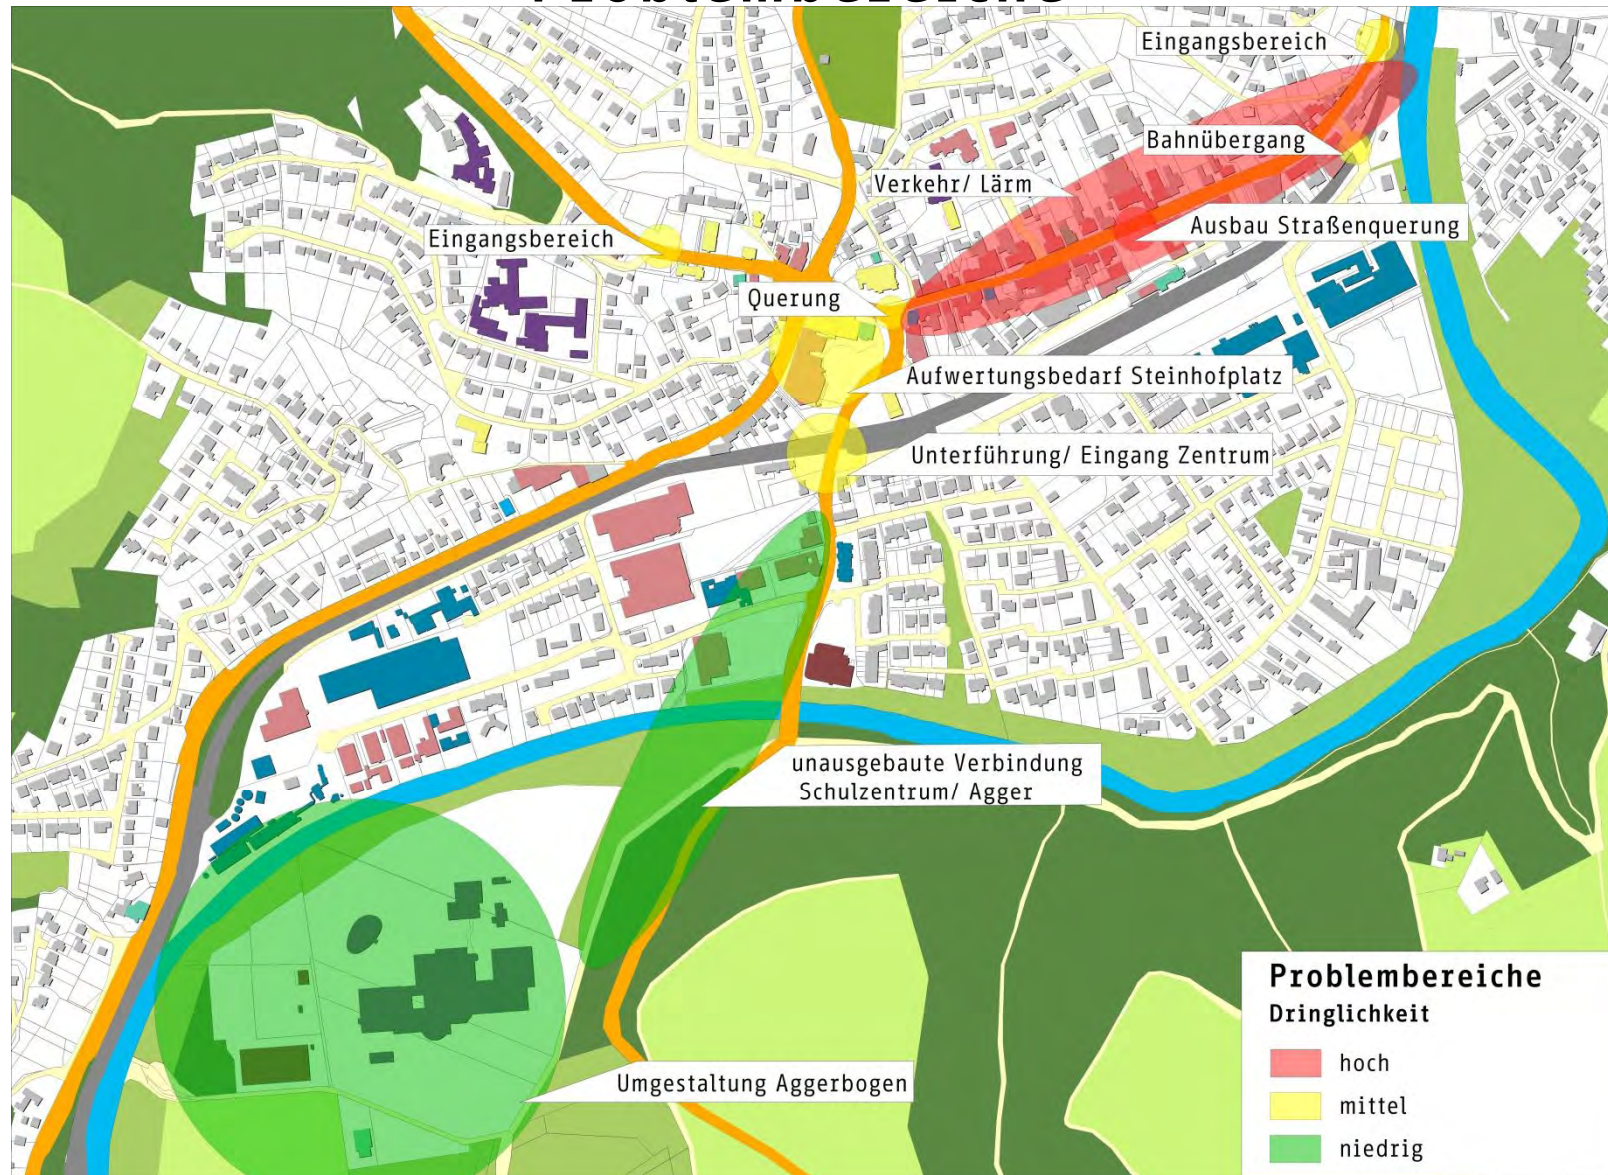 Problembereiche
Eingangsbereich
Bahnübergang
Verkehr/ Lärm
Ausbau Straßenquerung
Eingangsbereich
Querung
Aufwertungsbedarf Steinhofplatz
Unterführung/ Eingang Zentrum
unausgebaute Verbindung
Schulzentrum/ Agger
Umgestaltung Aggerbogen
Problembereiche
Dringlichkeit
hoch
mittel
niedrig